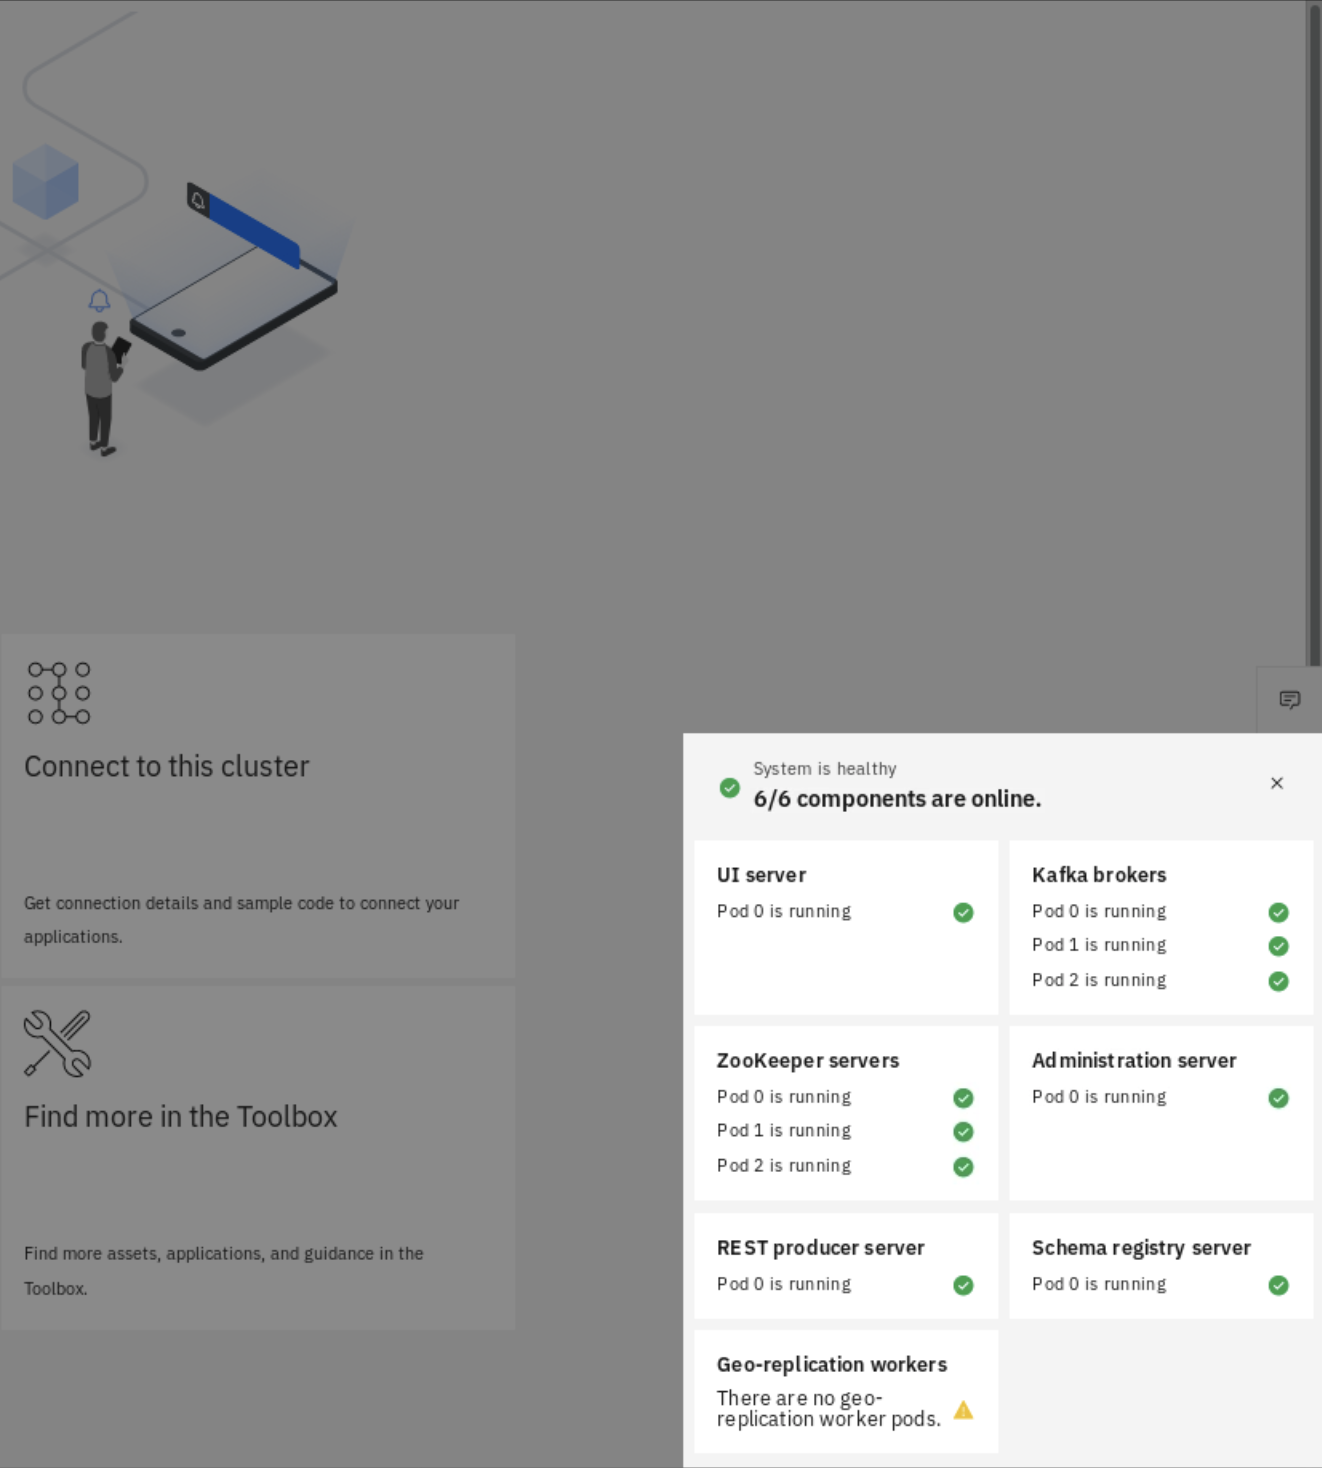 Connect to this cluster
Get connection details and sample code to connect your
applications.
Find more in the Toolbox
Find more assets, applications, and guidance in the
Toolbox.
System is healthy
6/6 components are online.
UI server
Pod 0 is running
Kafka brokers
Pod 0 is running
Pod 1 is running
Pod 2 is running
ZooKeeper servers
Pod 0 is running
Pod 1 is running
Pod 2 is running
Administration server
Pod 0 is running
REST producer server
Pod 0 is running
Schema registry server
Pod 0 is running
Geo-replication workers
There are no geo-
replication worker pods.